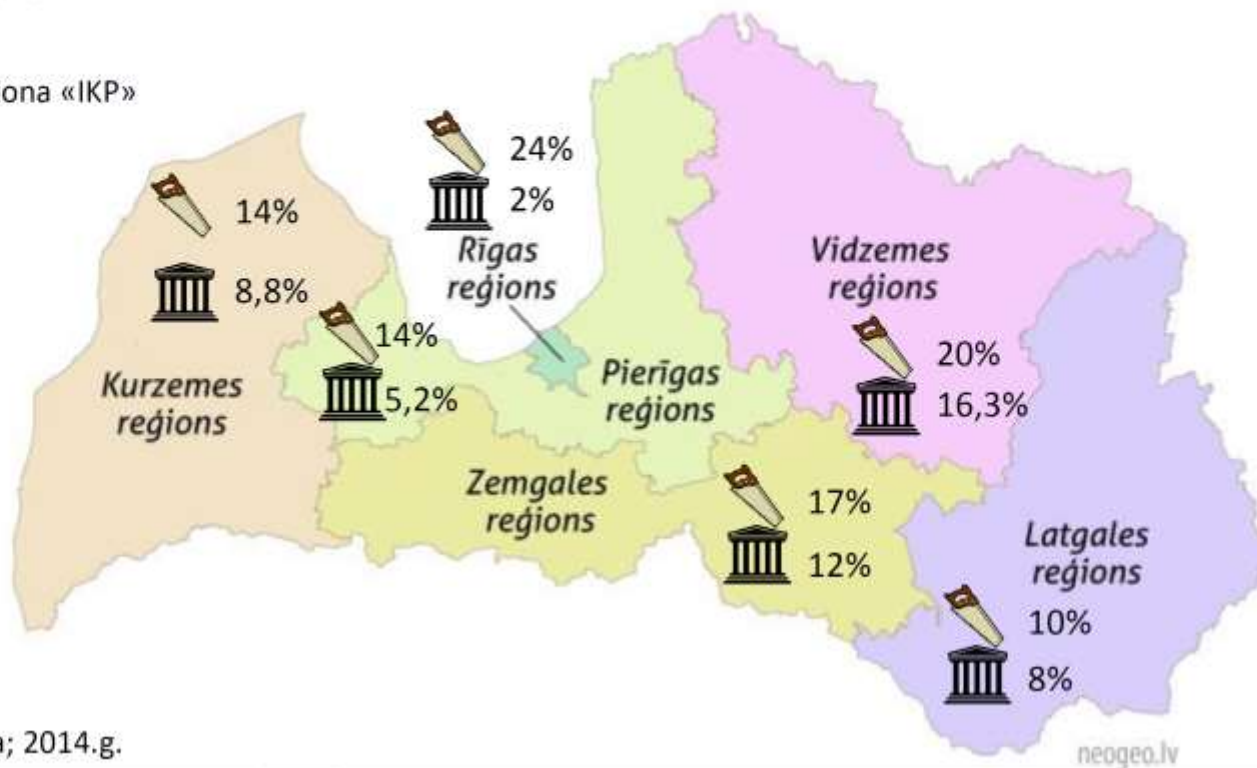 ona «IKP»
24%
2%
14%
8,8%
Rīgas
reģions
Vidzemes
reģions
14%
5,2%
20%
16,3%
Kurzemes
reģions
Pierīgas
reģions
Zemgales
reģions
17%
12%
Latgales
reģions
10%
8%
a; 2014.g.
neogeo.lv